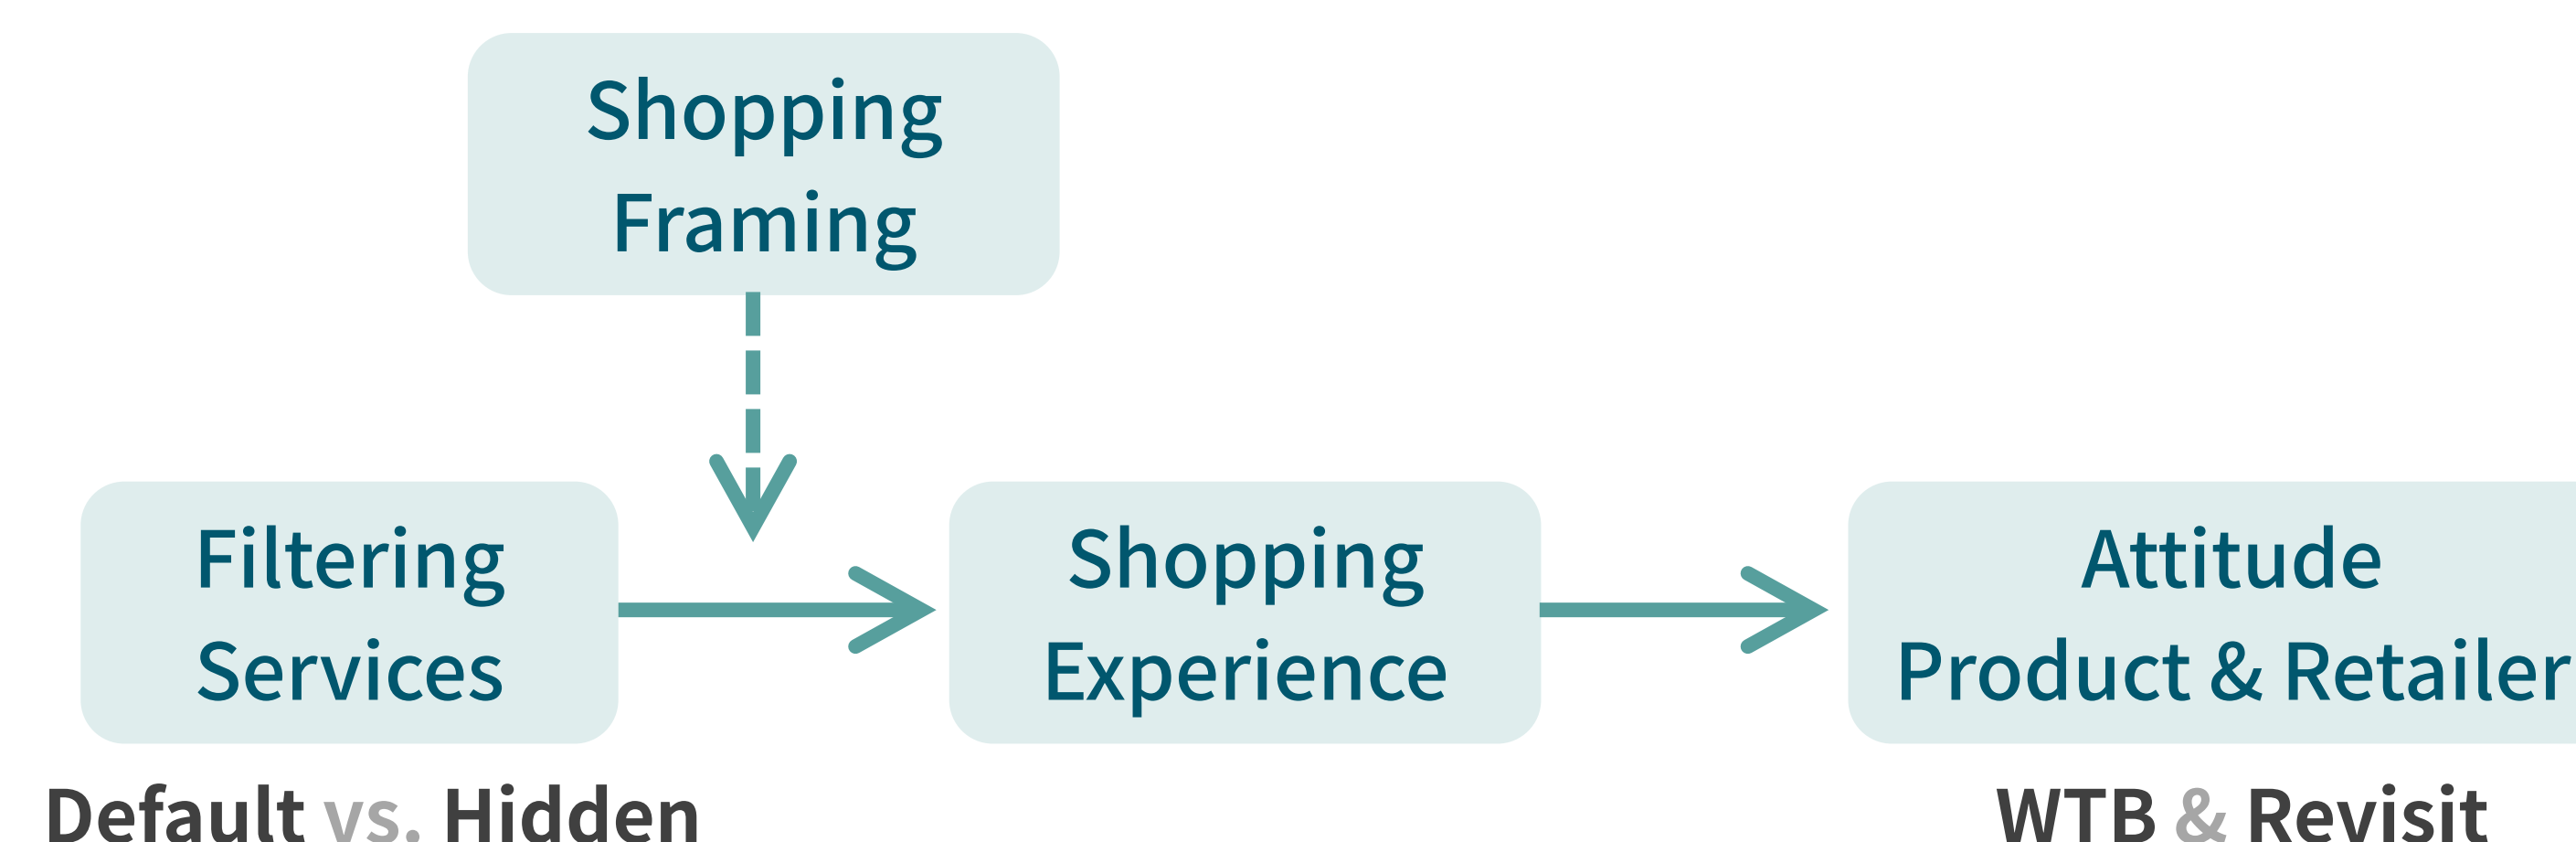 Shopping
Framing
Filtering
Services
Shopping
Experience
Attitude
Product & Retailer
Default vs. Hidden
WTB & Revisit